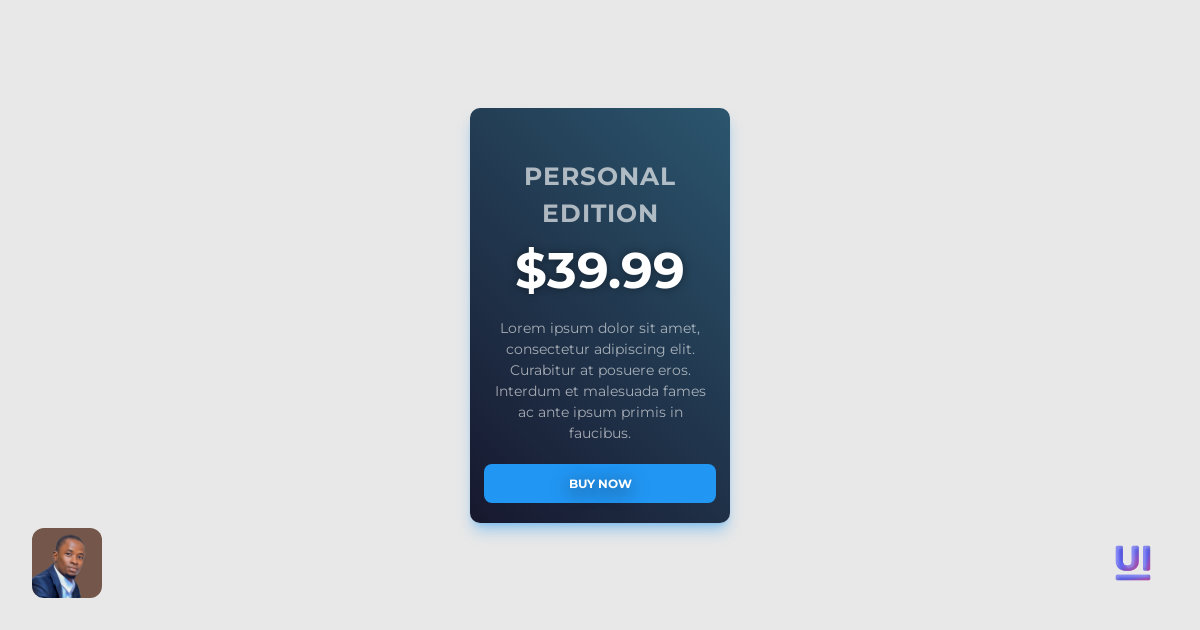 PERSONAL
EDITION
$39.99
Lorem ipsum dolor sit amet,
consectetur adipiscing elit.
Curabitur at posuere eros.
Interdum et malesuada fames
ac ante ipsum primis in
faucibus.
BUY NOW
UI